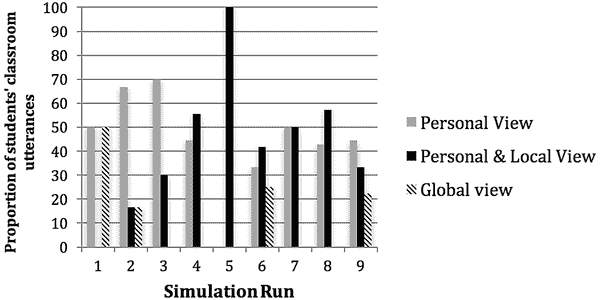 Proportion of students' classroom
utterances
100
90
80
70
60
50
40
30
20
10
0
1 2 3 4 5 6 7 8 9
Simulation Run
Personal View
Personal & Local View
Global view